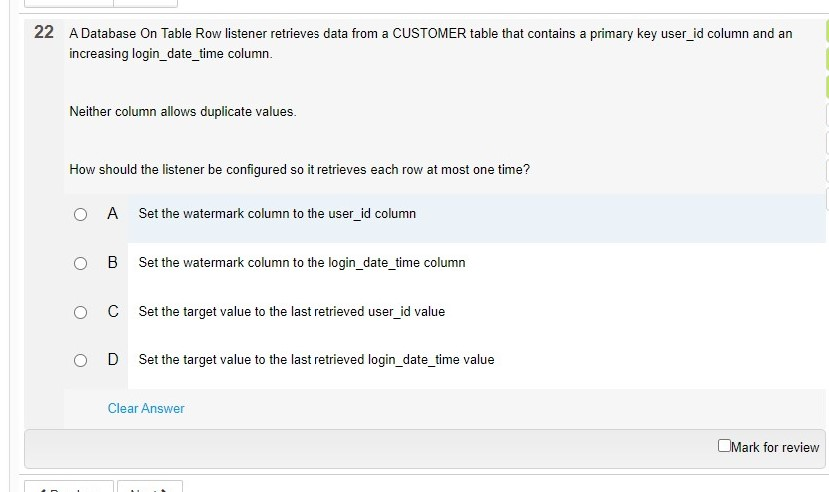 22 A Database On Table Row listener retrieves data from a CUSTOMER table that contains a primary key user_id column and an
increasing login_date_time column.
Neither column allows duplicate values.
How should the listener be configured so it retrieves each row at most one time?
A Set the watermark column to the user_id column
B Set the watermark column to the login_date_time column
C Set the target value to the last retrieved user_id value
D Set the target value to the last retrieved login_date_time value
Clear Answer
Mark for review